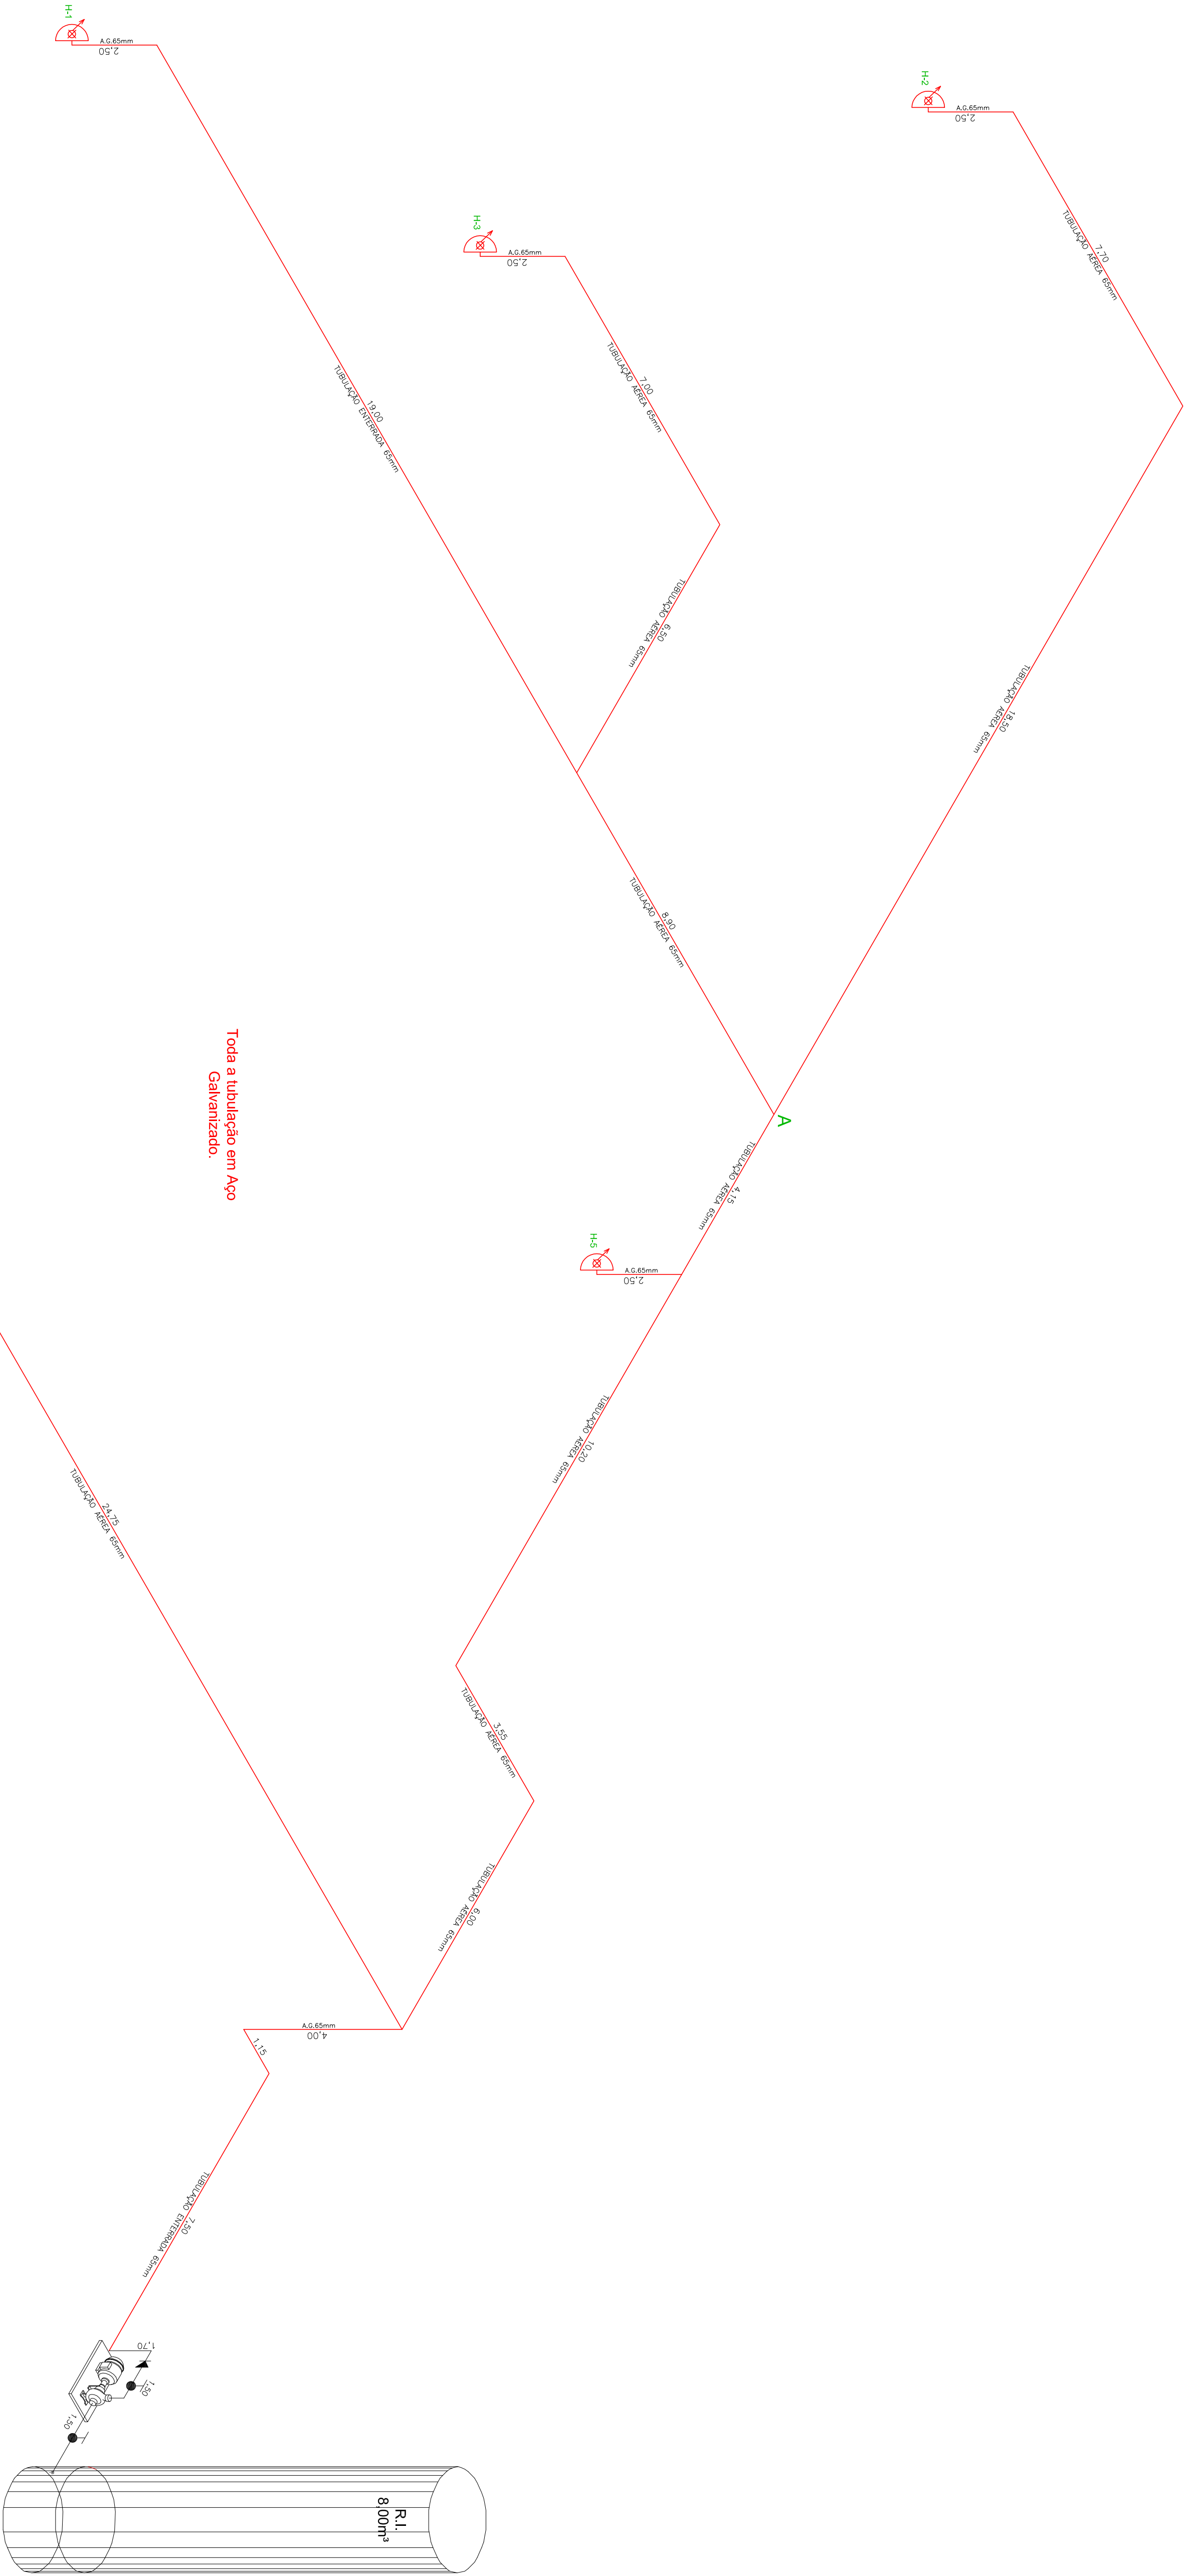 H-1
A.G.65mm
2,50
H-2
A.G.65mm
2,50
7,70
TUBULAÇÃO AÉREA 65mm
H-3
A.G.65mm
2,50
7,00
TUBULAÇÃO AÉREA 65mm
19,00
TUBULAÇÃO ENTERRADA 65mm
TUBULAÇÃO AÉREA 65mm
6,50
TUBULAÇÃO AÉREA 65mm
18,50
8,90
TUBULAÇÃO AÉREA 65mm
A
TUBULAÇÃO AÉREA 65mm
4,15
Toda a tubulação em Aço
Galvanizado.
H-5
A.G.65mm
2,50
TUBULAÇÃO AÉREA 65mm
10,20
24,75
TUBULAÇÃO AÉREA 65mm
3,55
TUBULAÇÃO AÉREA 65mm
TUBULAÇÃO AÉREA 65mm
6,00
A.G.65mm
4,00
1,15
TUBULAÇÃO ENTERRADA 65mm
7,50
1,70
1,50
1,50
R.I.
8,00m³